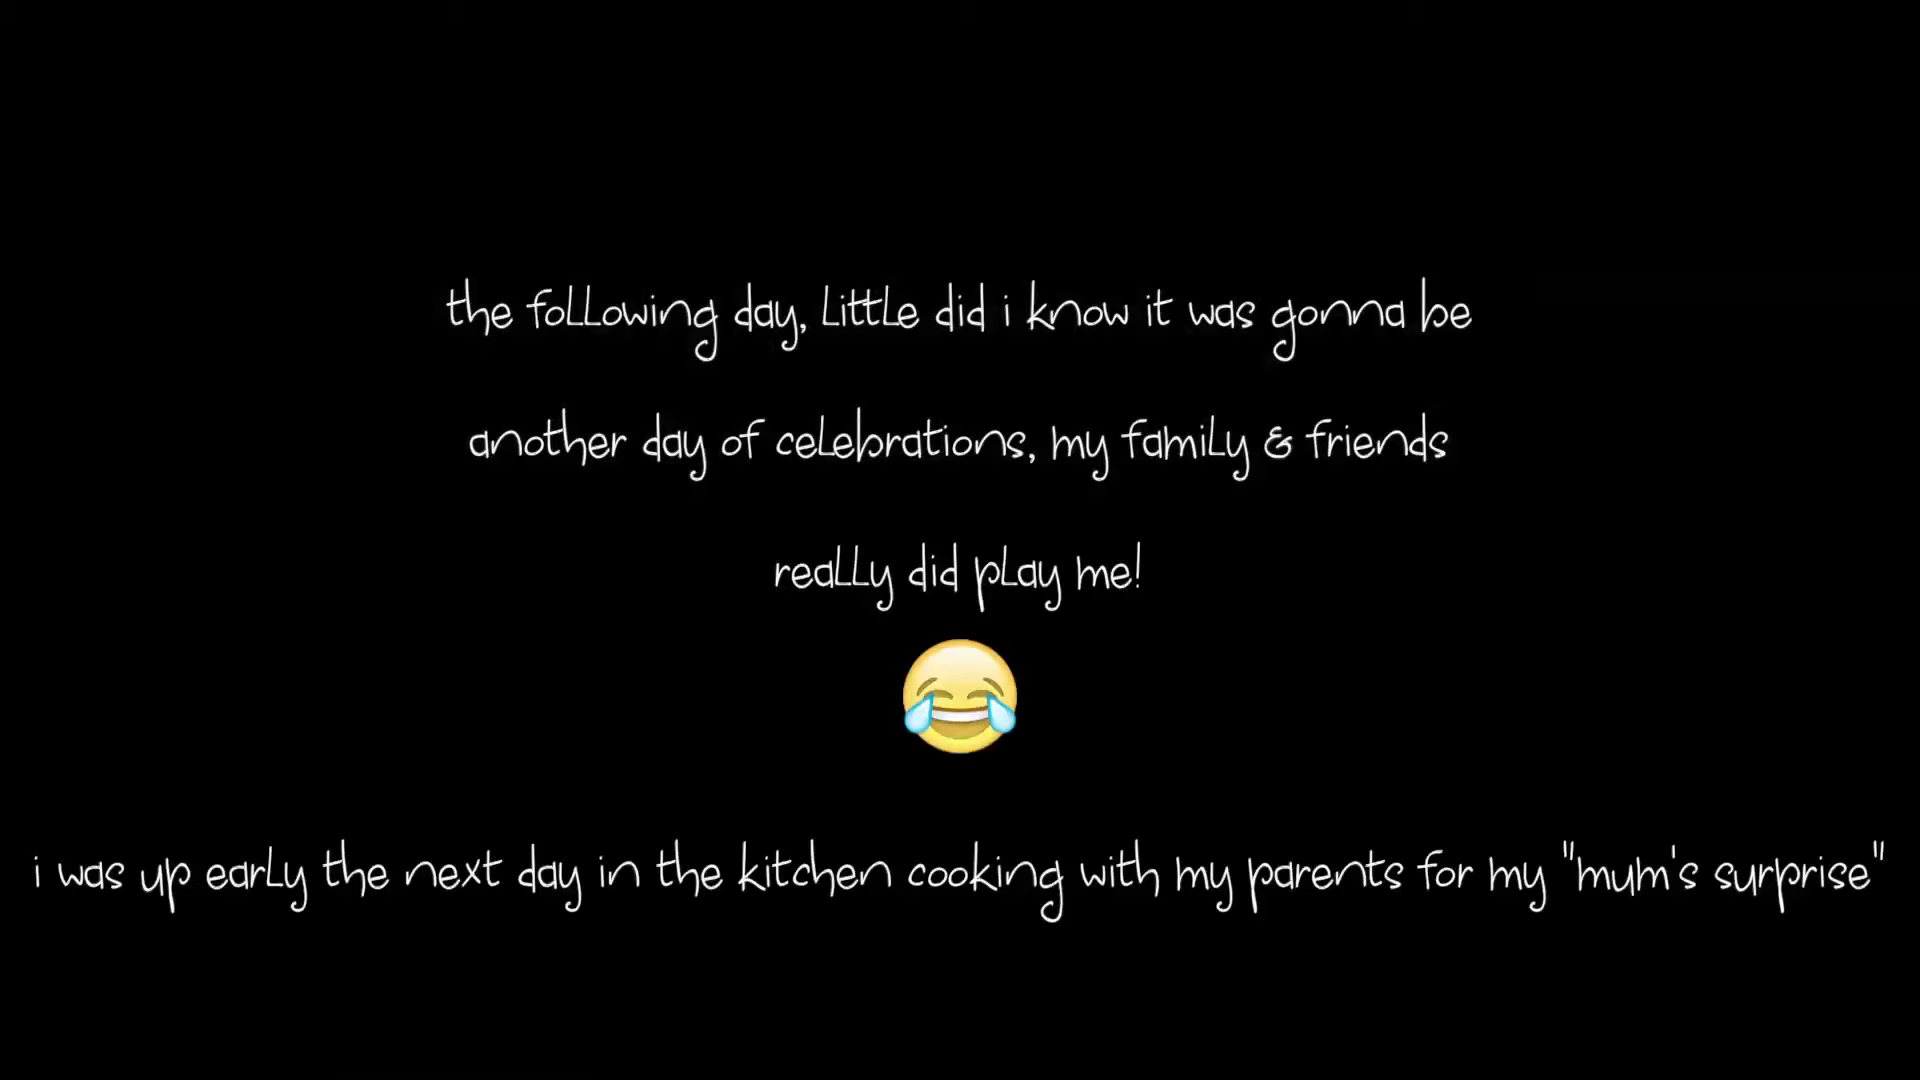 the following day, little did i know it was gonna be
another day of celebrations, my family & friends
really did play me!
😂
i was up early the next day in the kitchen cooking with my parents for my "mum's surprise"